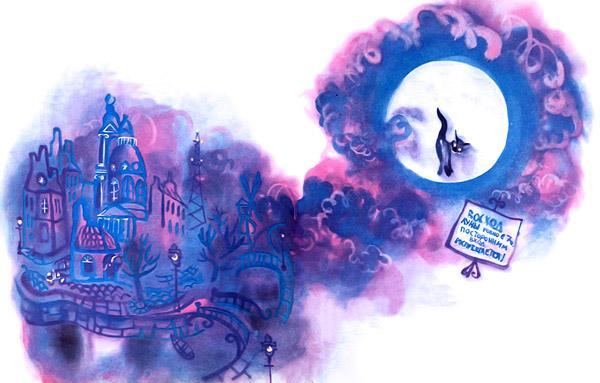 ВОСХОД
ЛУНЫ РОВНО В 7ч.
ПОСТОРОННИМ
ВХОД
ВОСПРЕЩАЕТСЯ!